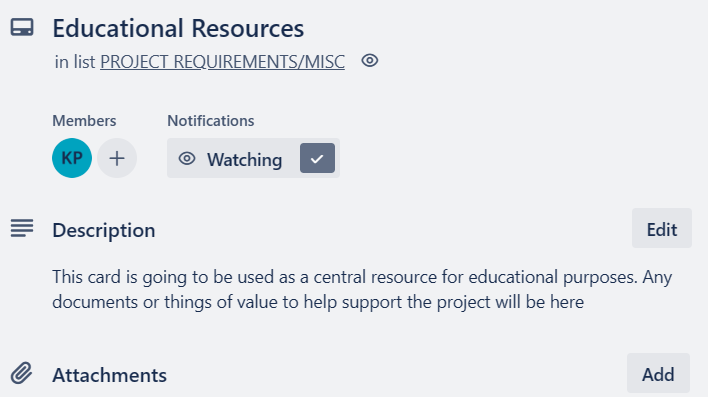 Educational Resources
in list PROJECT REQUIREMENTS/MISC
Members
Notifications
KP
Watching
Description
Edit
This card is going to be used as a central resource for educational purposes. Any
documents or things of value to help support the project will be here
Attachments
Add